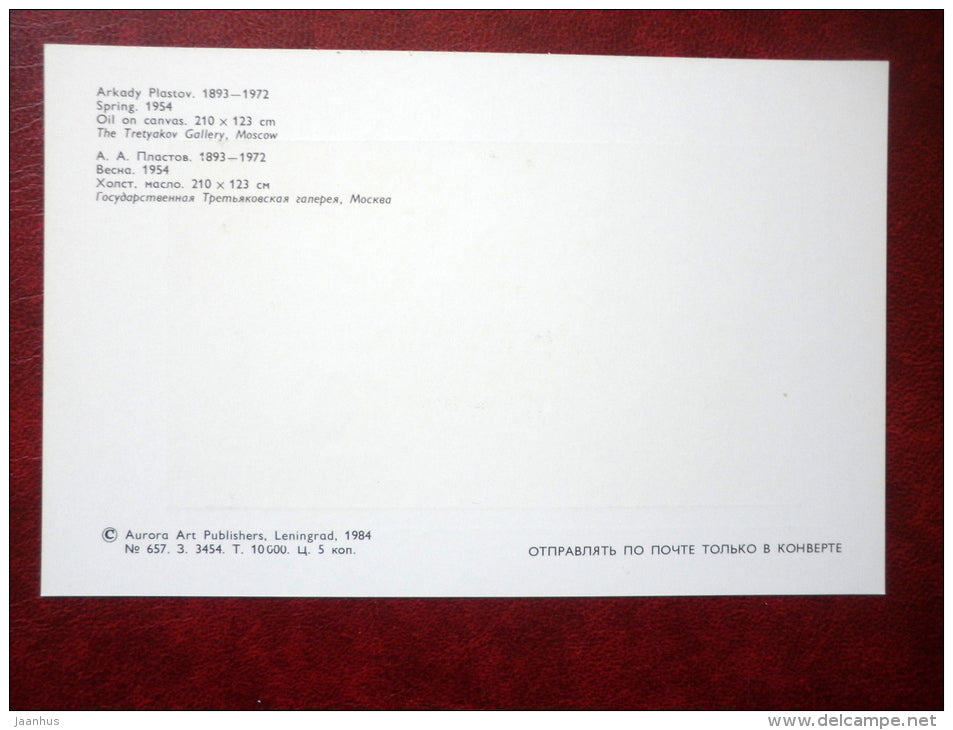 Arkady Plastov. 1893—1972
Spring. 1954
Oil on canvas. 210 × 123 cm
The Tretyakov Gallery, Moscow
А. А. Пластов. 1893—1972
Весна. 1954
Холст, масло. 210 × 123 см
Государственная Третьяковская галерея, Москва
© Aurora Art Publishers, Leningrad, 1984
№ 657. З. 3454. Т. 10000. Ц. 5 коп.
ОТПРАВЛЯТЬ ПО ПОЧТЕ ТОЛЬКО В КОНВЕРТЕ
jaanhus
www.delcampe.net